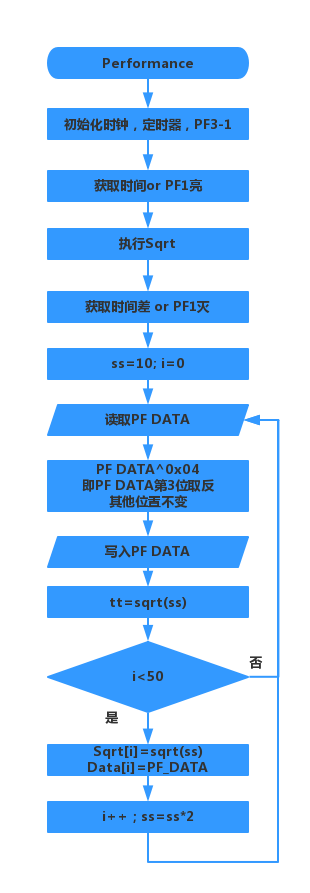 Performance
初始化时钟，定时器，PF3-1
获取时间or PF1亮
执行Sqrt
获取时间差 or PF1灭
ss=10; i=0
读取PF DATA
PF DATA^0x04
即PF DATA第3位取反
其他位置不变
写入PF DATA
tt=sqrt(ss)
i<50
否
是
Sqrt[i]=sqrt(ss)
Data[i]=PF_DATA
i++ ; ss=ss*2